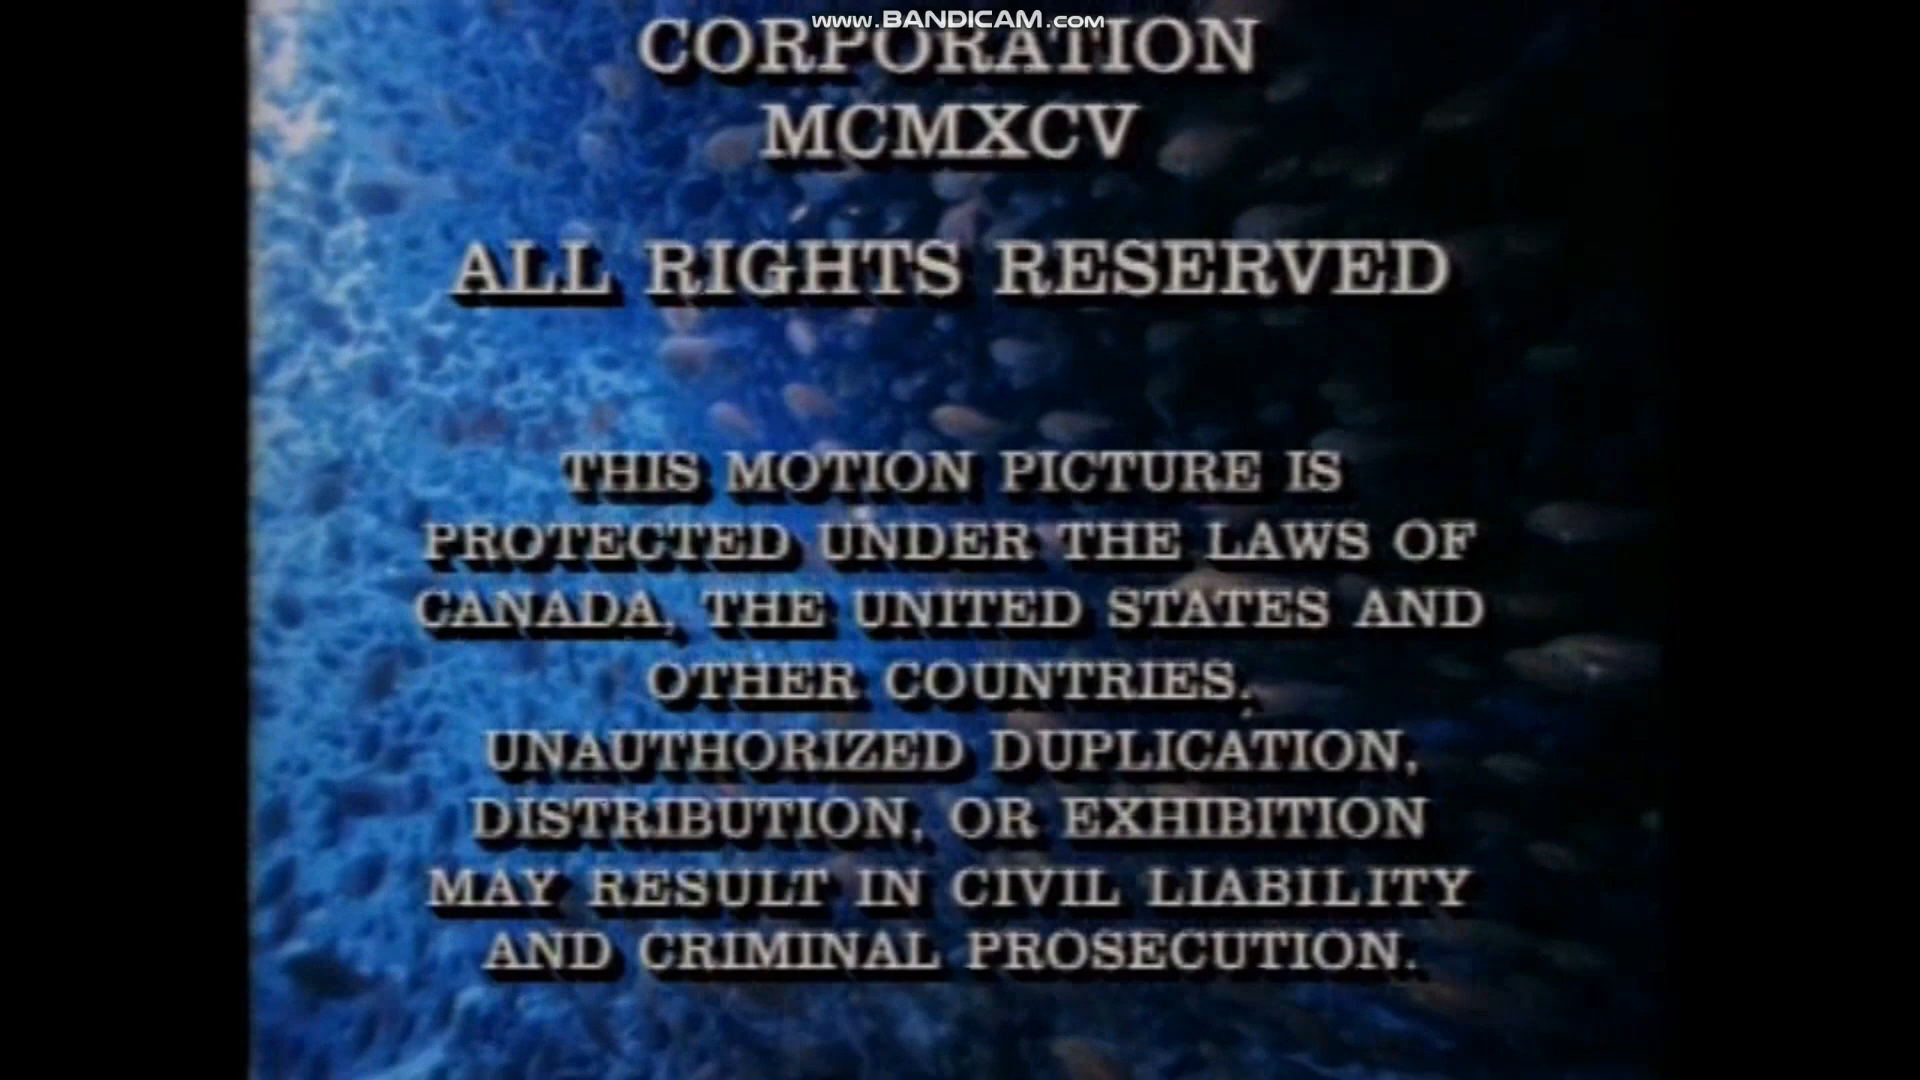 www.BANDICAM.com
CORPORATION
MCMXCV
ALL RIGHTS RESERVED
THIS MOTION PICTURE IS
PROTECTED UNDER THE LAWS OF
CANADA, THE UNITED STATES AND
OTHER COUNTRIES.
UNAUTHORIZED DUPLICATION,
DISTRIBUTION, OR EXHIBITION
MAY RESULT IN CIVIL LIABILITY
AND CRIMINAL PROSECUTION.